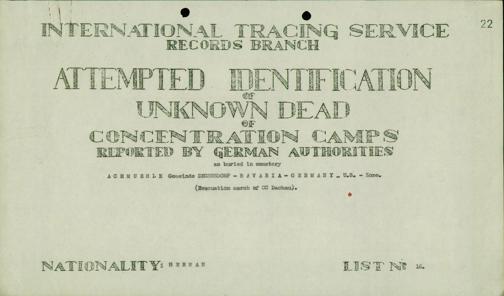 22
INTERNATIONAL TRACING SERVICE
RECORDS BRANCH
ATTEMPTED IDENTIFICATION
OF
UNKNOWN DEAD
OF
CONCENTRATION CAMPS
REPORTED BY GERMAN AUTHORITIES
as buried in cemetery
ACHMUEHLE Gemeinde - BAVARIA - GERMANY, U.S. - Zone.
(Evacuation march of CC Dachau).
NATIONALITY: GERMAN
LIST No 16.